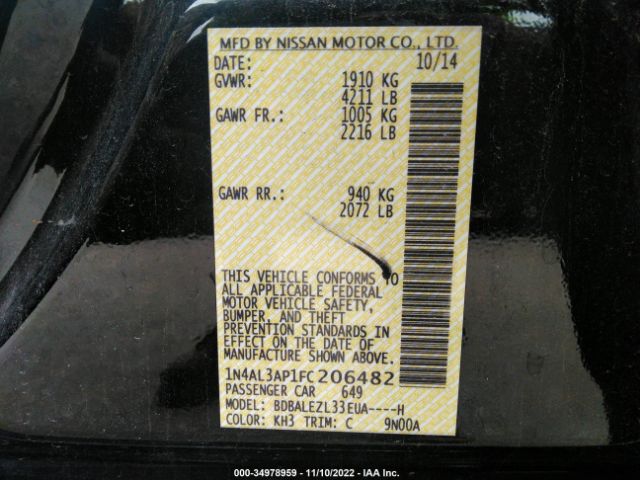 MFD BY NISSAN MOTOR CO., LTD.
DATE: 10/14
GVWR: 1910 KG
4211 LB
GAWR FR.: 1005 KG
2216 LB
GAWR RR.: 940 KG
2072 LB
THIS VEHICLE CONFORMS TO
ALL APPLICABLE FEDERAL
MOTOR VEHICLE SAFETY,
BUMPER, AND THEFT
PREVENTION STANDARDS IN
EFFECT ON THE DATE OF
MANUFACTURE SHOWN ABOVE.
1N4AL3AP1FC206482
PASSENGER CAR 649
MODEL: BDBALEZL33EUA----H
COLOR: KH3 TRIM: C 9N00A
000-34978959 - 11/10/2022 - IAA Inc.